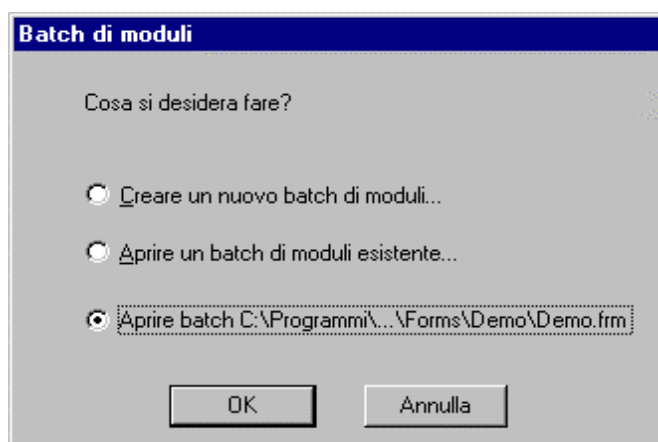 Batch di moduli
Cosa si desidera fare?
Creare un nuovo batch di moduli...
Aprire un batch di moduli esistente...
Aprire batch C:\Programmi\...\Forms\Demo\Demo.frm
OK
Annulla